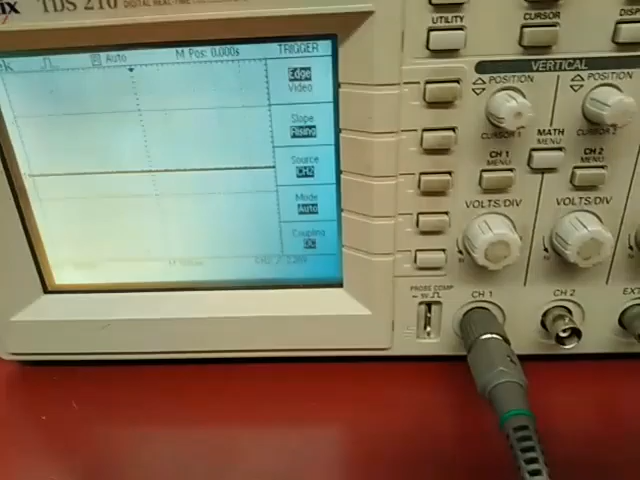 TDS 210 DIGITAL REAL-TIME
UTILITY
CURSOR
Auto
M Pos: 0.000s
TRIGGER
Edge
Video
Slope
Rising
Source
CH2
Mode
Auto
Coupling
DC
VERTICAL
POSITION
POSITION
CURSOR 1
CURSOR 2
MATH
MENU
CH 1
MENU
CH 2
MENU
VOLTS/DIV
VOLTS/DIV
PROBE COMP
~ 5V
CH 1
CH 2
EXT